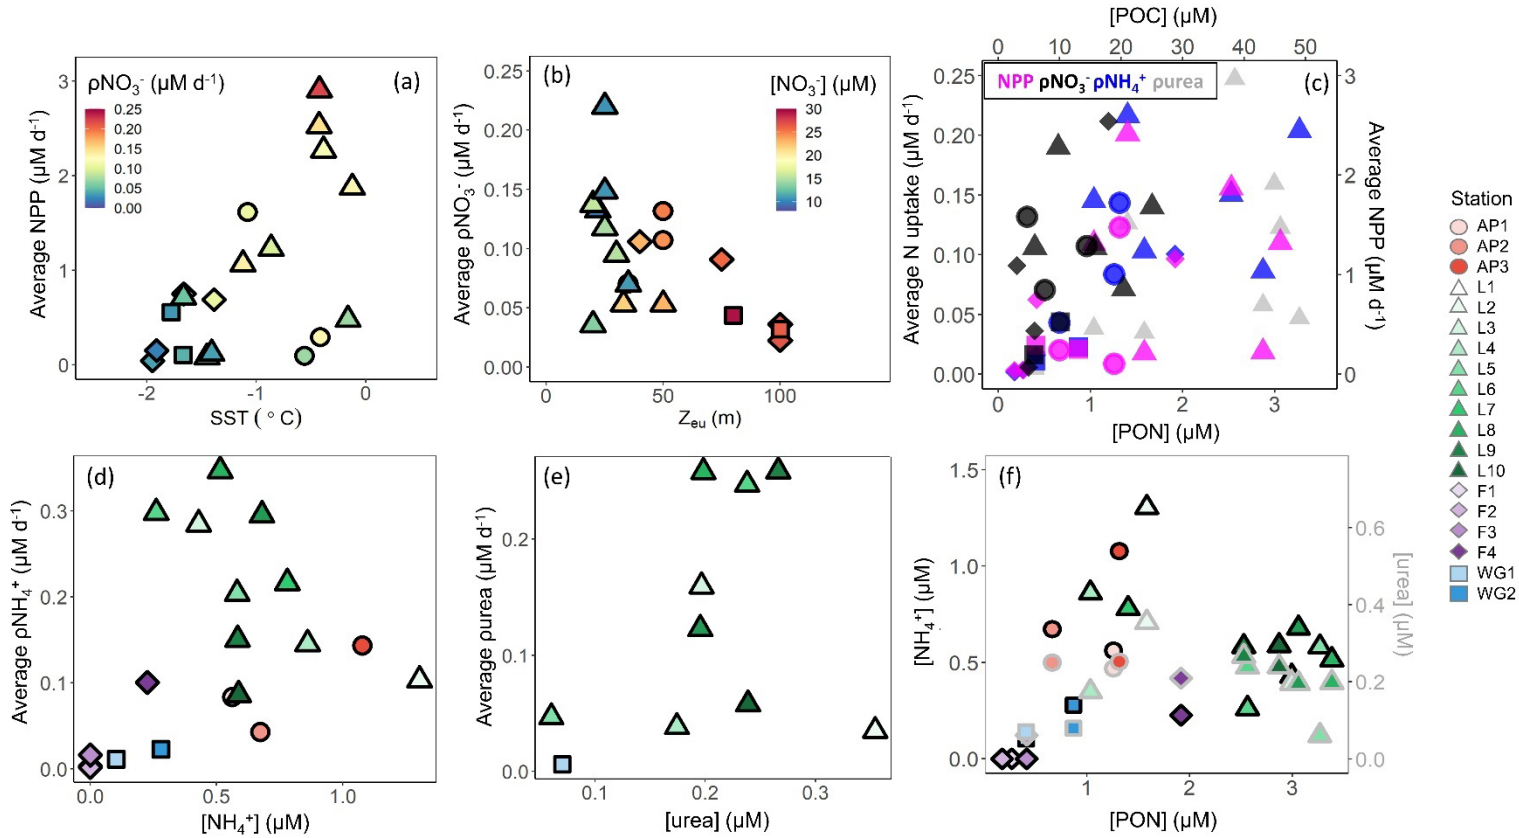 ρNO₃⁻ (µM d⁻¹)
(a)
0.25
0.20
0.15
0.10
0.05
0.00
Average NPP (µM d⁻¹)
3
2
1
0
-2
-1
0
SST ( ° C)
(b)
[NO₃⁻] (µM)
30
25
20
15
10
Average ρNO₃⁻ (µM d⁻¹)
0.25
0.20
0.15
0.10
0.05
0.00
0
50
100
Zₑᵤ (m)
[POC] (µM)
0
10
20
30
40
50
NPP ρNO₃⁻ ρNH₄⁺ ρurea
(c)
Average N uptake (µM d⁻¹)
0.25
0.20
0.15
0.10
0.05
0.00
Average NPP (µM d⁻¹)
3
2
1
0
0
1
2
3
[PON] (µM)
(d)
Average ρNH₄⁺ (µM d⁻¹)
0.3
0.2
0.1
0.0
0.0
0.5
1.0
[NH₄⁺] (µM)
(e)
Average ρurea (µM d⁻¹)
0.2
0.1
0.0
0.1
0.2
0.3
[urea] (µM)
(f)
[NH₄⁺] (µM)
1.5
1.0
0.5
0.0
[urea] (µM)
0.6
0.4
0.2
0.0
1
2
3
[PON] (µM)
Station
AP1
AP2
AP3
L1
L2
L3
L4
L5
L6
L7
L8
L9
L10
F1
F2
F3
F4
WG1
WG2